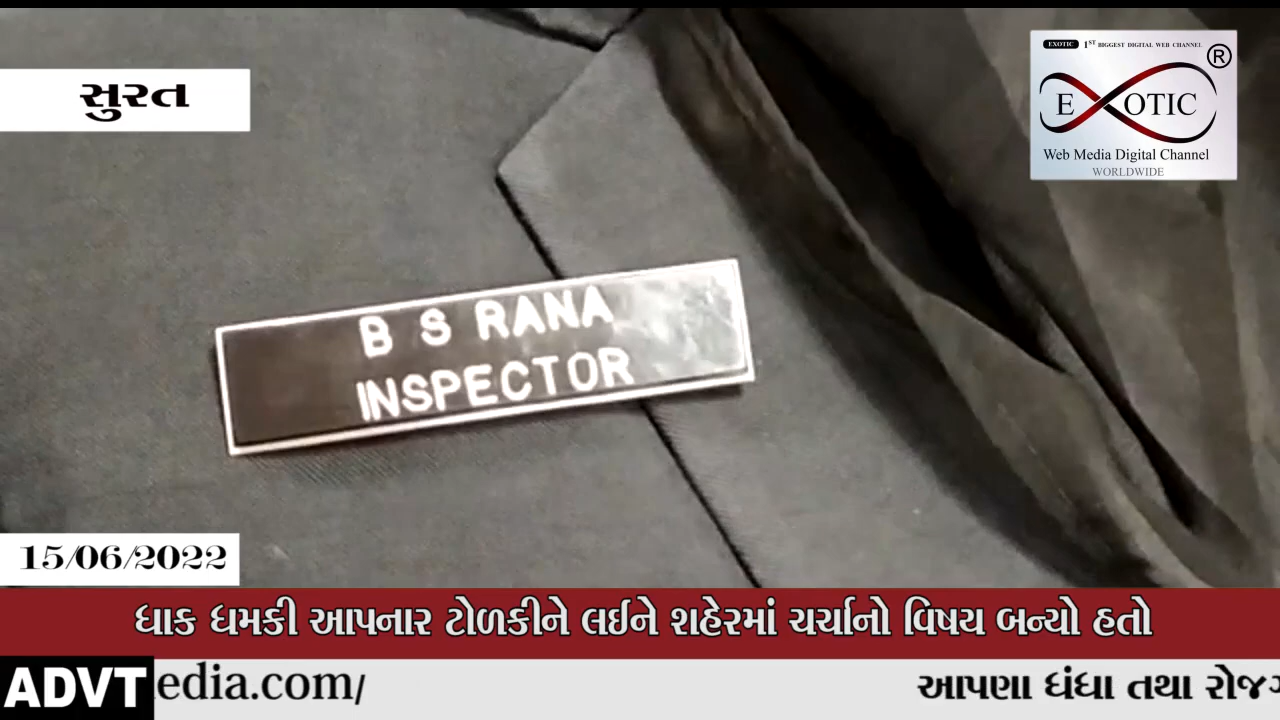 EXOTIC 1ST BIGGEST DIGITAL WEB CHANNEL
®
EXOTIC
Web Media Digital Channel
WORLDWIDE
સુરત
B S RANA
INSPECTOR
15/06/2022
ધાક ધમકી આપનાર ટોળકીને લઈને શહેરમાં ચર્ચાનો વિષય બન્યો હતો
ADVT edia.com/ આપણા ધંધા તથા